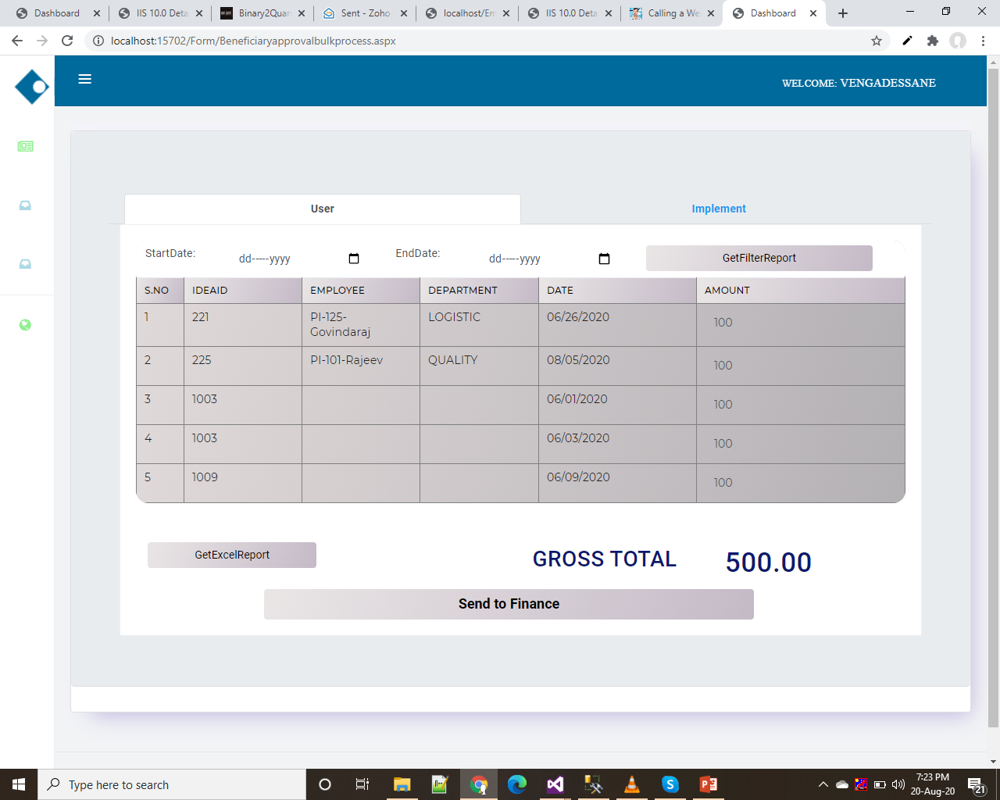 Dashboard
IIS 10.0 Deta
Binary2Quan
Sent - Zoho
localhost/Em
IIS 10.0 Deta
Calling a We
Dashboard
localhost:15702/Form/Beneficiaryapprovalbulkprocess.aspx
WELCOME: VENGADESSANE
User
Implement
StartDate:
dd-----yyyy
EndDate:
dd-----yyyy
GetFilterReport
S.NO IDEAID EMPLOYEE DEPARTMENT DATE AMOUNT
1 221 PI-125- LOGISTIC 06/26/2020 100
Govindaraj
2 225 PI-101-Rajeev QUALITY 08/05/2020 100
3 1003 06/01/2020 100
4 1003 06/03/2020 100
5 1009 06/09/2020 100
GetExcelReport
GROSS TOTAL 500.00
Send to Finance
Type here to search
7:23 PM
20-Aug-20
21